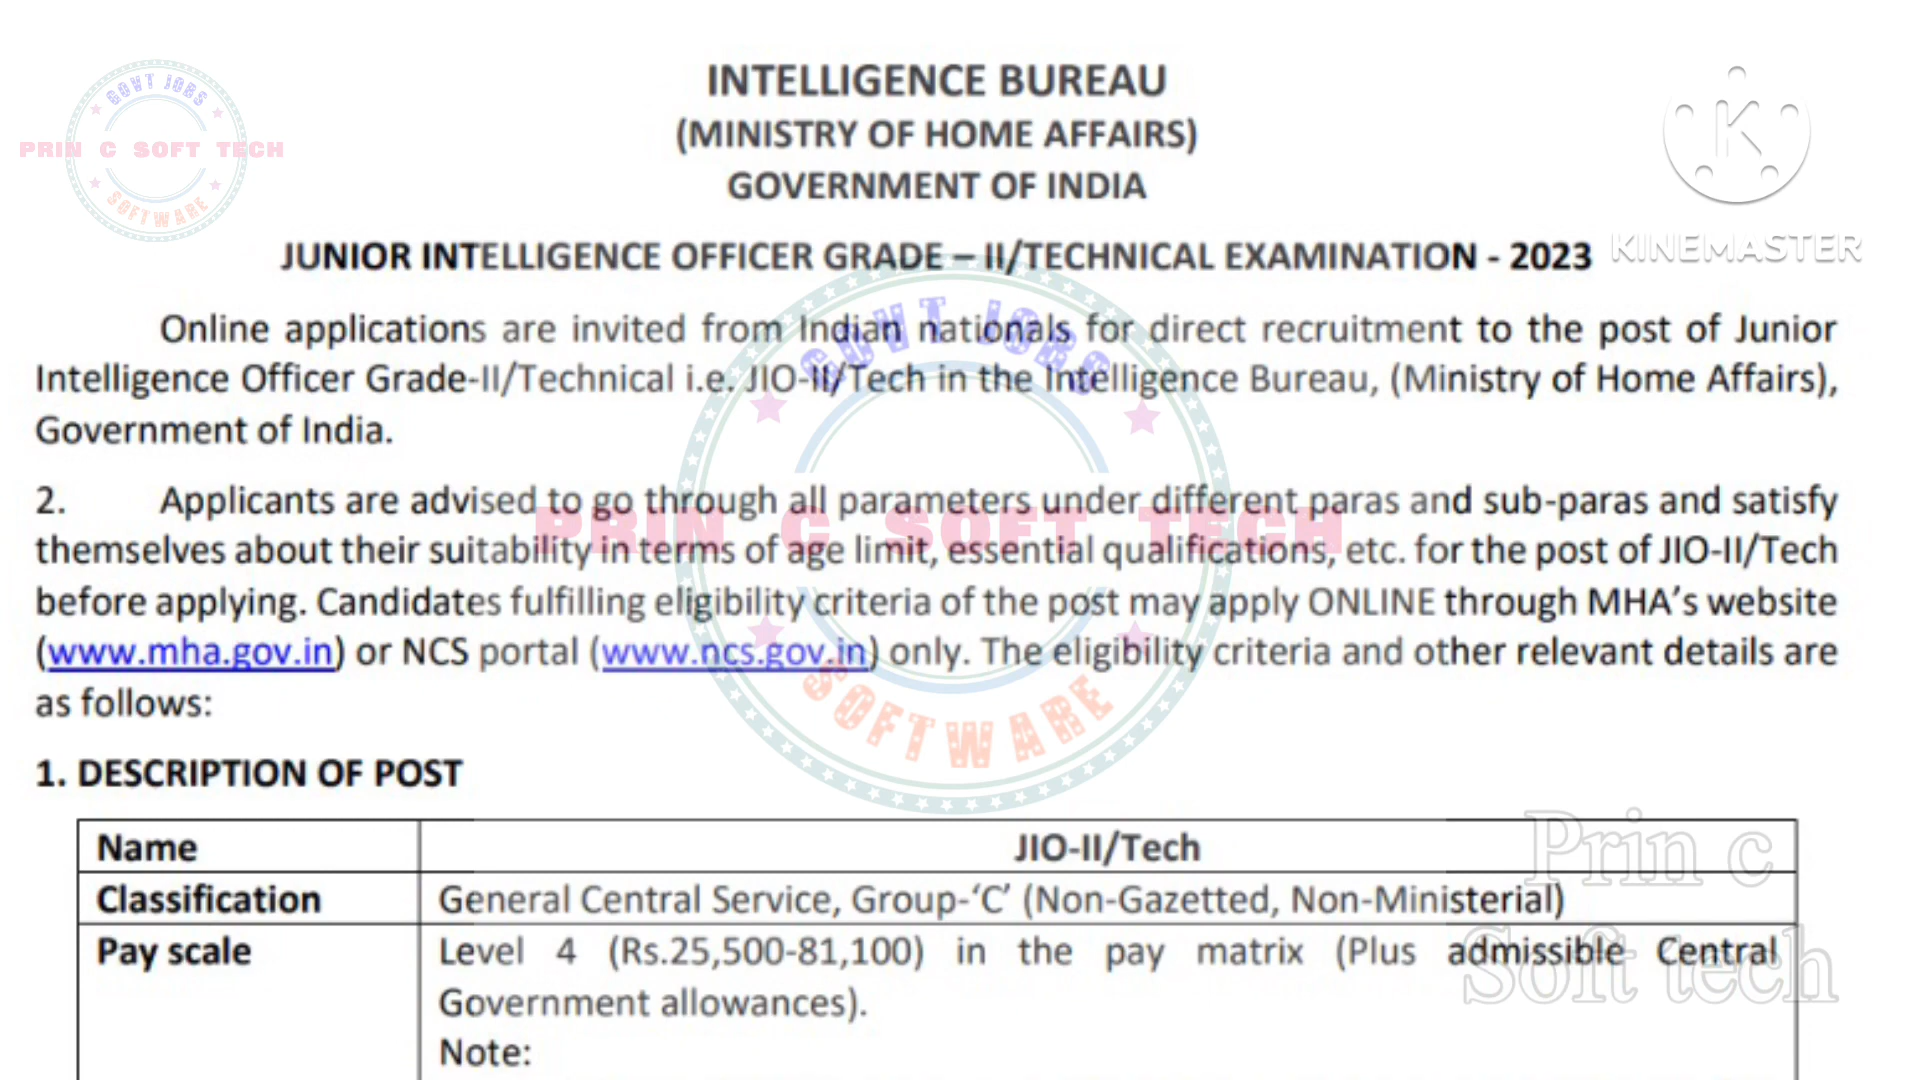 GOVT JOBS
PRIN C SOFT TECH
SOFTWARE
INTELLIGENCE BUREAU
(MINISTRY OF HOME AFFAIRS)
GOVERNMENT OF INDIA
K
KINEMASTER
JUNIOR INTELLIGENCE OFFICER GRADE – II/TECHNICAL EXAMINATION - 2023
Online applications are invited from Indian nationals for direct recruitment to the post of Junior
Intelligence Officer Grade-II/Technical i.e. JIO-II/Tech in the Intelligence Bureau, (Ministry of Home Affairs),
Government of India.
2. Applicants are advised to go through all parameters under different paras and sub-paras and satisfy
themselves about their suitability in terms of age limit, essential qualifications, etc. for the post of JIO-II/Tech
before applying. Candidates fulfilling eligibility criteria of the post may apply ONLINE through MHA’s website
(www.mha.gov.in) or NCS portal (www.ncs.gov.in) only. The eligibility criteria and other relevant details are
as follows:
GOVT JOBS
PRIN C SOFT TECH
SOFTWARE
1. DESCRIPTION OF POST
Name JIO-II/Tech
Classification General Central Service, Group-‘C’ (Non-Gazetted, Non-Ministerial)
Pay scale Level 4 (Rs.25,500-81,100) in the pay matrix (Plus admissible Central
Government allowances).
Note:
Prin c
Soft tech